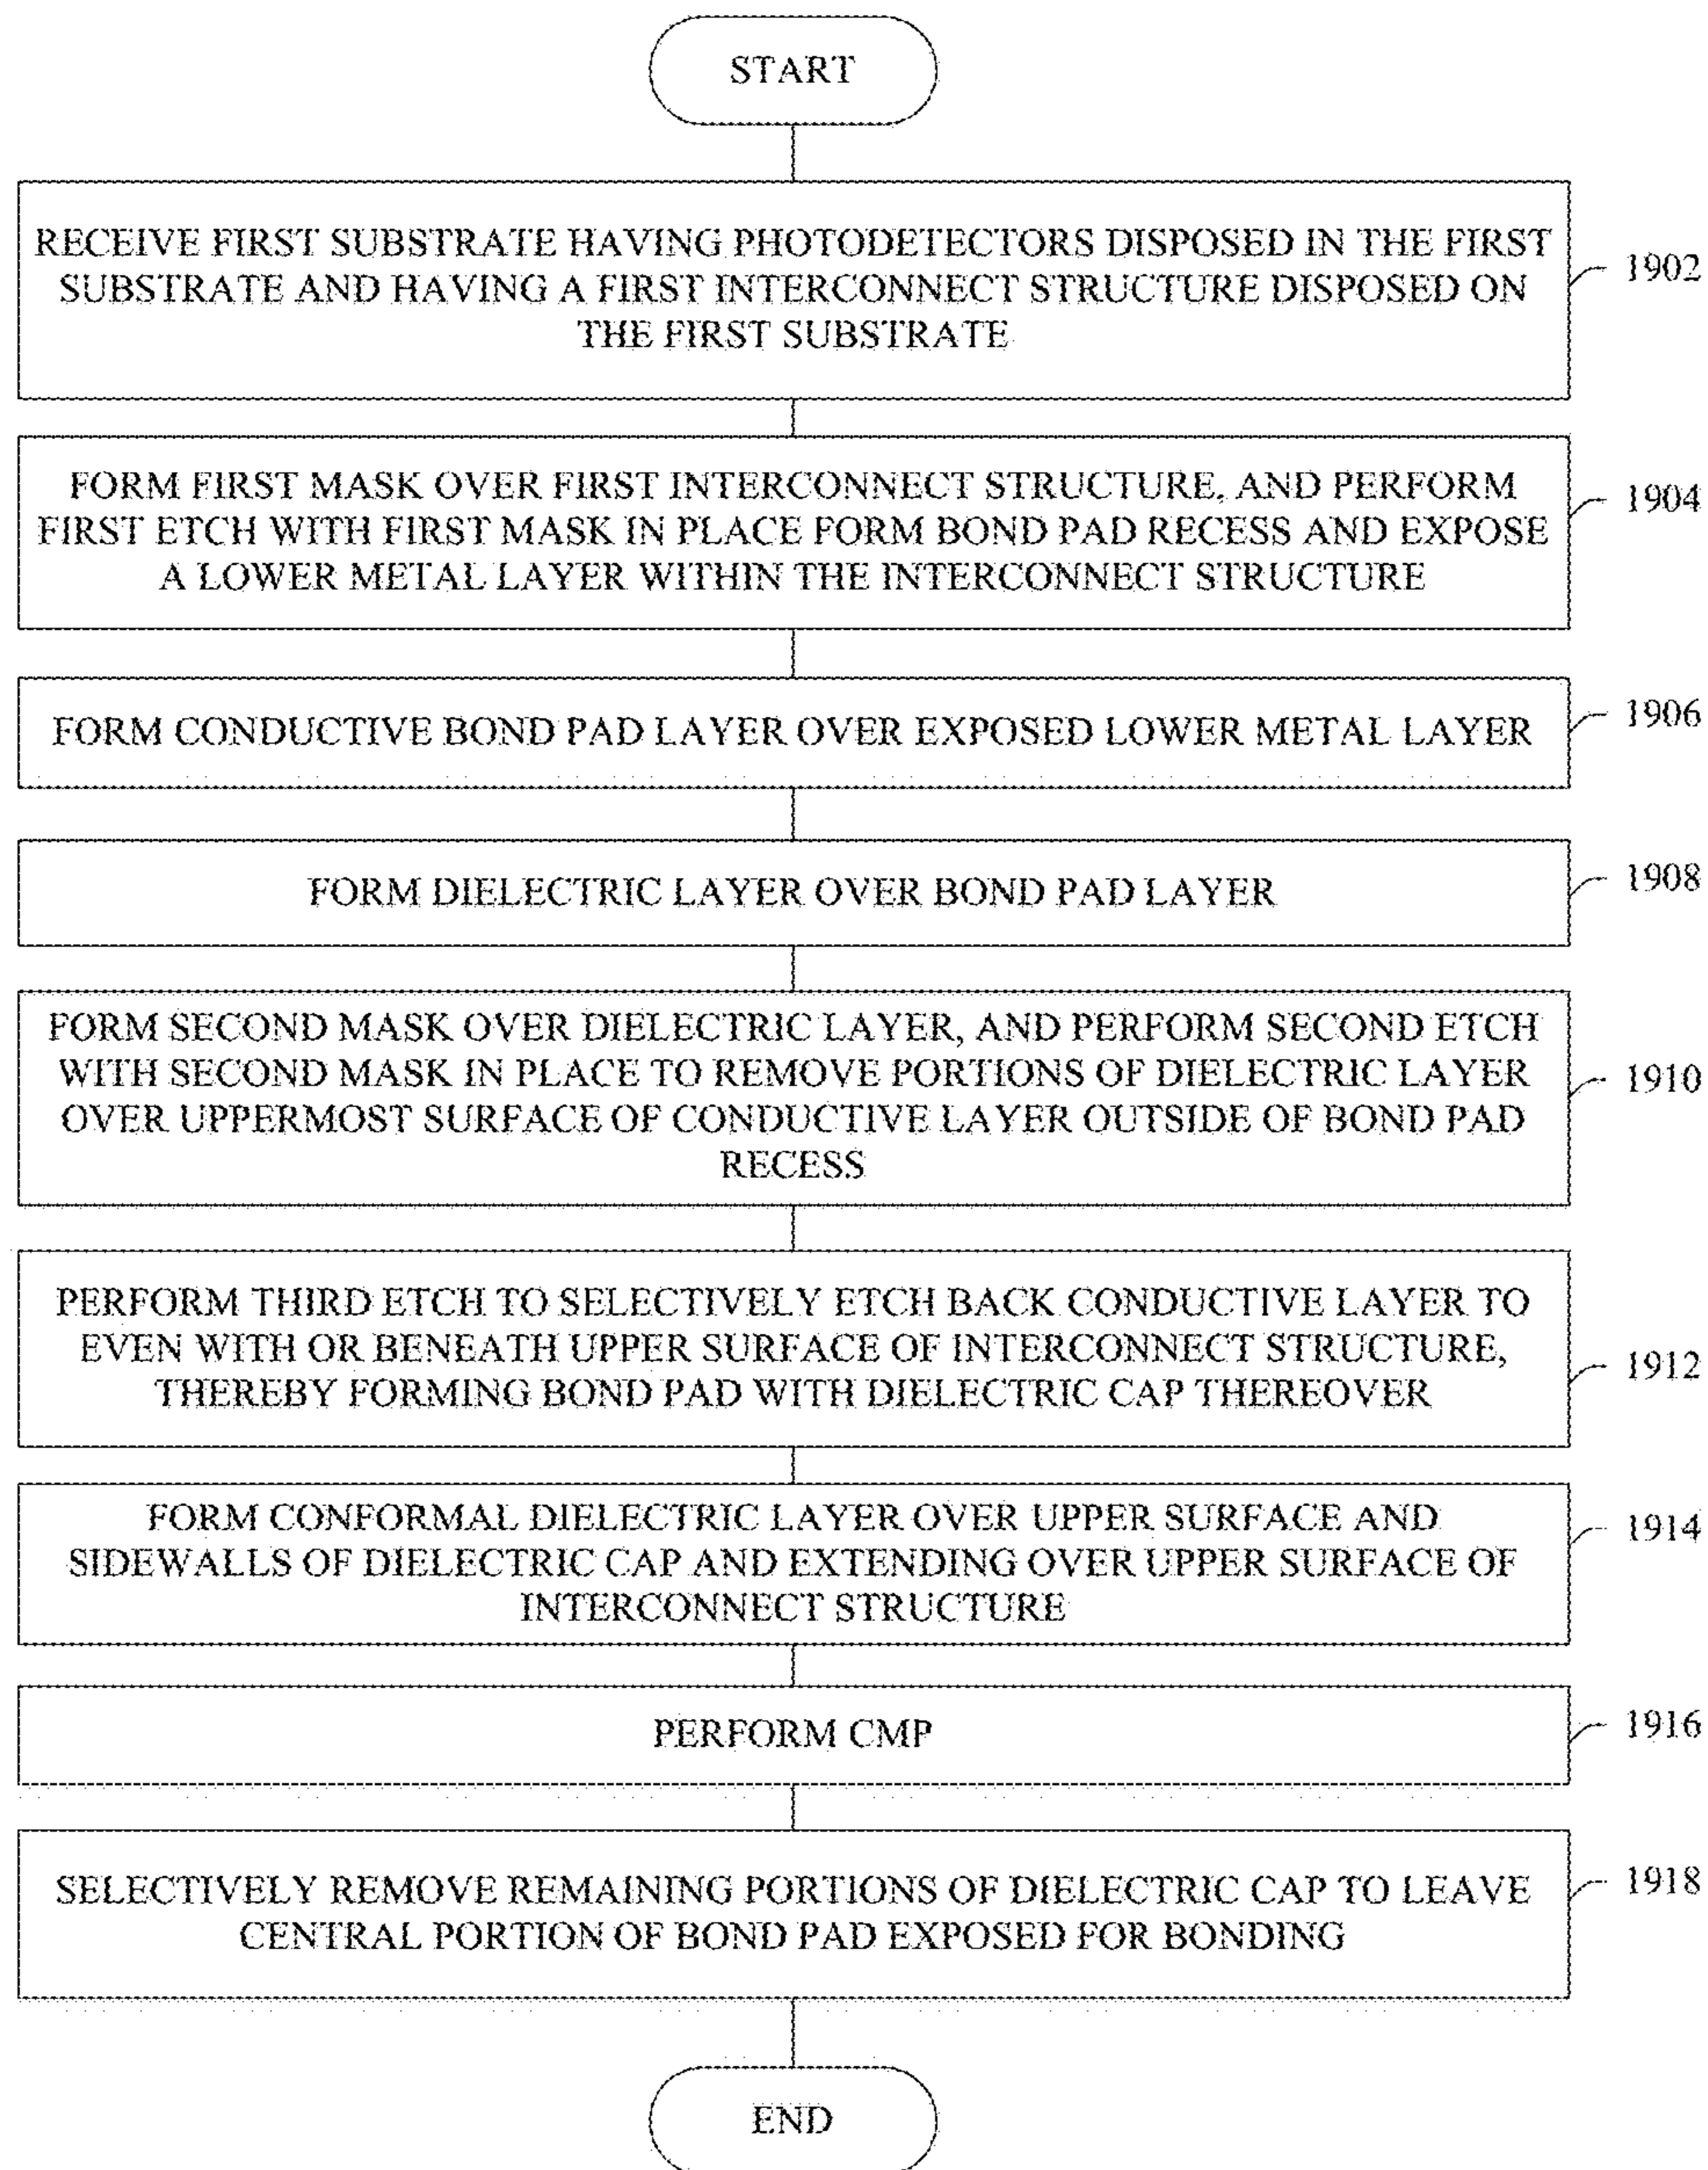 START
RECEIVE FIRST SUBSTRATE HAVING PHOTODETECTORS DISPOSED IN THE FIRST
SUBSTRATE AND HAVING A FIRST INTERCONNECT STRUCTURE DISPOSED ON
THE FIRST SUBSTRATE
1902
FORM FIRST MASK OVER FIRST INTERCONNECT STRUCTURE, AND PERFORM
FIRST ETCH WITH FIRST MASK IN PLACE FORM BOND PAD RECESS AND EXPOSE
A LOWER METAL LAYER WITHIN THE INTERCONNECT STRUCTURE
1904
FORM CONDUCTIVE BOND PAD LAYER OVER EXPOSED LOWER METAL LAYER
1906
FORM DIELECTRIC LAYER OVER BOND PAD LAYER
1908
FORM SECOND MASK OVER DIELECTRIC LAYER, AND PERFORM SECOND ETCH
WITH SECOND MASK IN PLACE TO REMOVE PORTIONS OF DIELECTRIC LAYER
OVER UPPERMOST SURFACE OF CONDUCTIVE LAYER OUTSIDE OF BOND PAD
RECESS
1910
PERFORM THIRD ETCH TO SELECTIVELY ETCH BACK CONDUCTIVE LAYER TO
EVEN WITH OR BENEATH UPPER SURFACE OF INTERCONNECT STRUCTURE,
THEREBY FORMING BOND PAD WITH DIELECTRIC CAP THEREOVER
1912
FORM CONFORMAL DIELECTRIC LAYER OVER UPPER SURFACE AND
SIDEWALLS OF DIELECTRIC CAP AND EXTENDING OVER UPPER SURFACE OF
INTERCONNECT STRUCTURE
1914
PERFORM CMP
1916
SELECTIVELY REMOVE REMAINING PORTIONS OF DIELECTRIC CAP TO LEAVE
CENTRAL PORTION OF BOND PAD EXPOSED FOR BONDING
1918
END